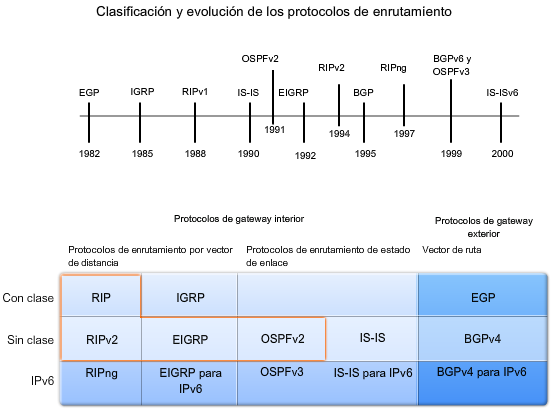 Clasificación y evolución de los protocolos de enrutamiento
EGP
IGRP
RIPv1
IS-IS
OSPFv2
EIGRP
RIPv2
BGP
RIPng
BGPv6 y
OSPFv3
IS-ISv6
1982
1985
1988
1990
1991
1992
1994
1995
1997
1999
2000
Protocolos de gateway interior
Protocolos de gateway
exterior
Protocolos de enrutamiento por vector
de distancia
Protocolos de enrutamiento de estado
de enlace
Vector de ruta
Con clase
RIP
IGRP
EGP
Sin clase
RIPv2
EIGRP
OSPFv2
IS-IS
BGPv4
IPv6
RIPng
EIGRP para
IPv6
OSPFv3
IS-IS para IPv6
BGPv4 para IPv6